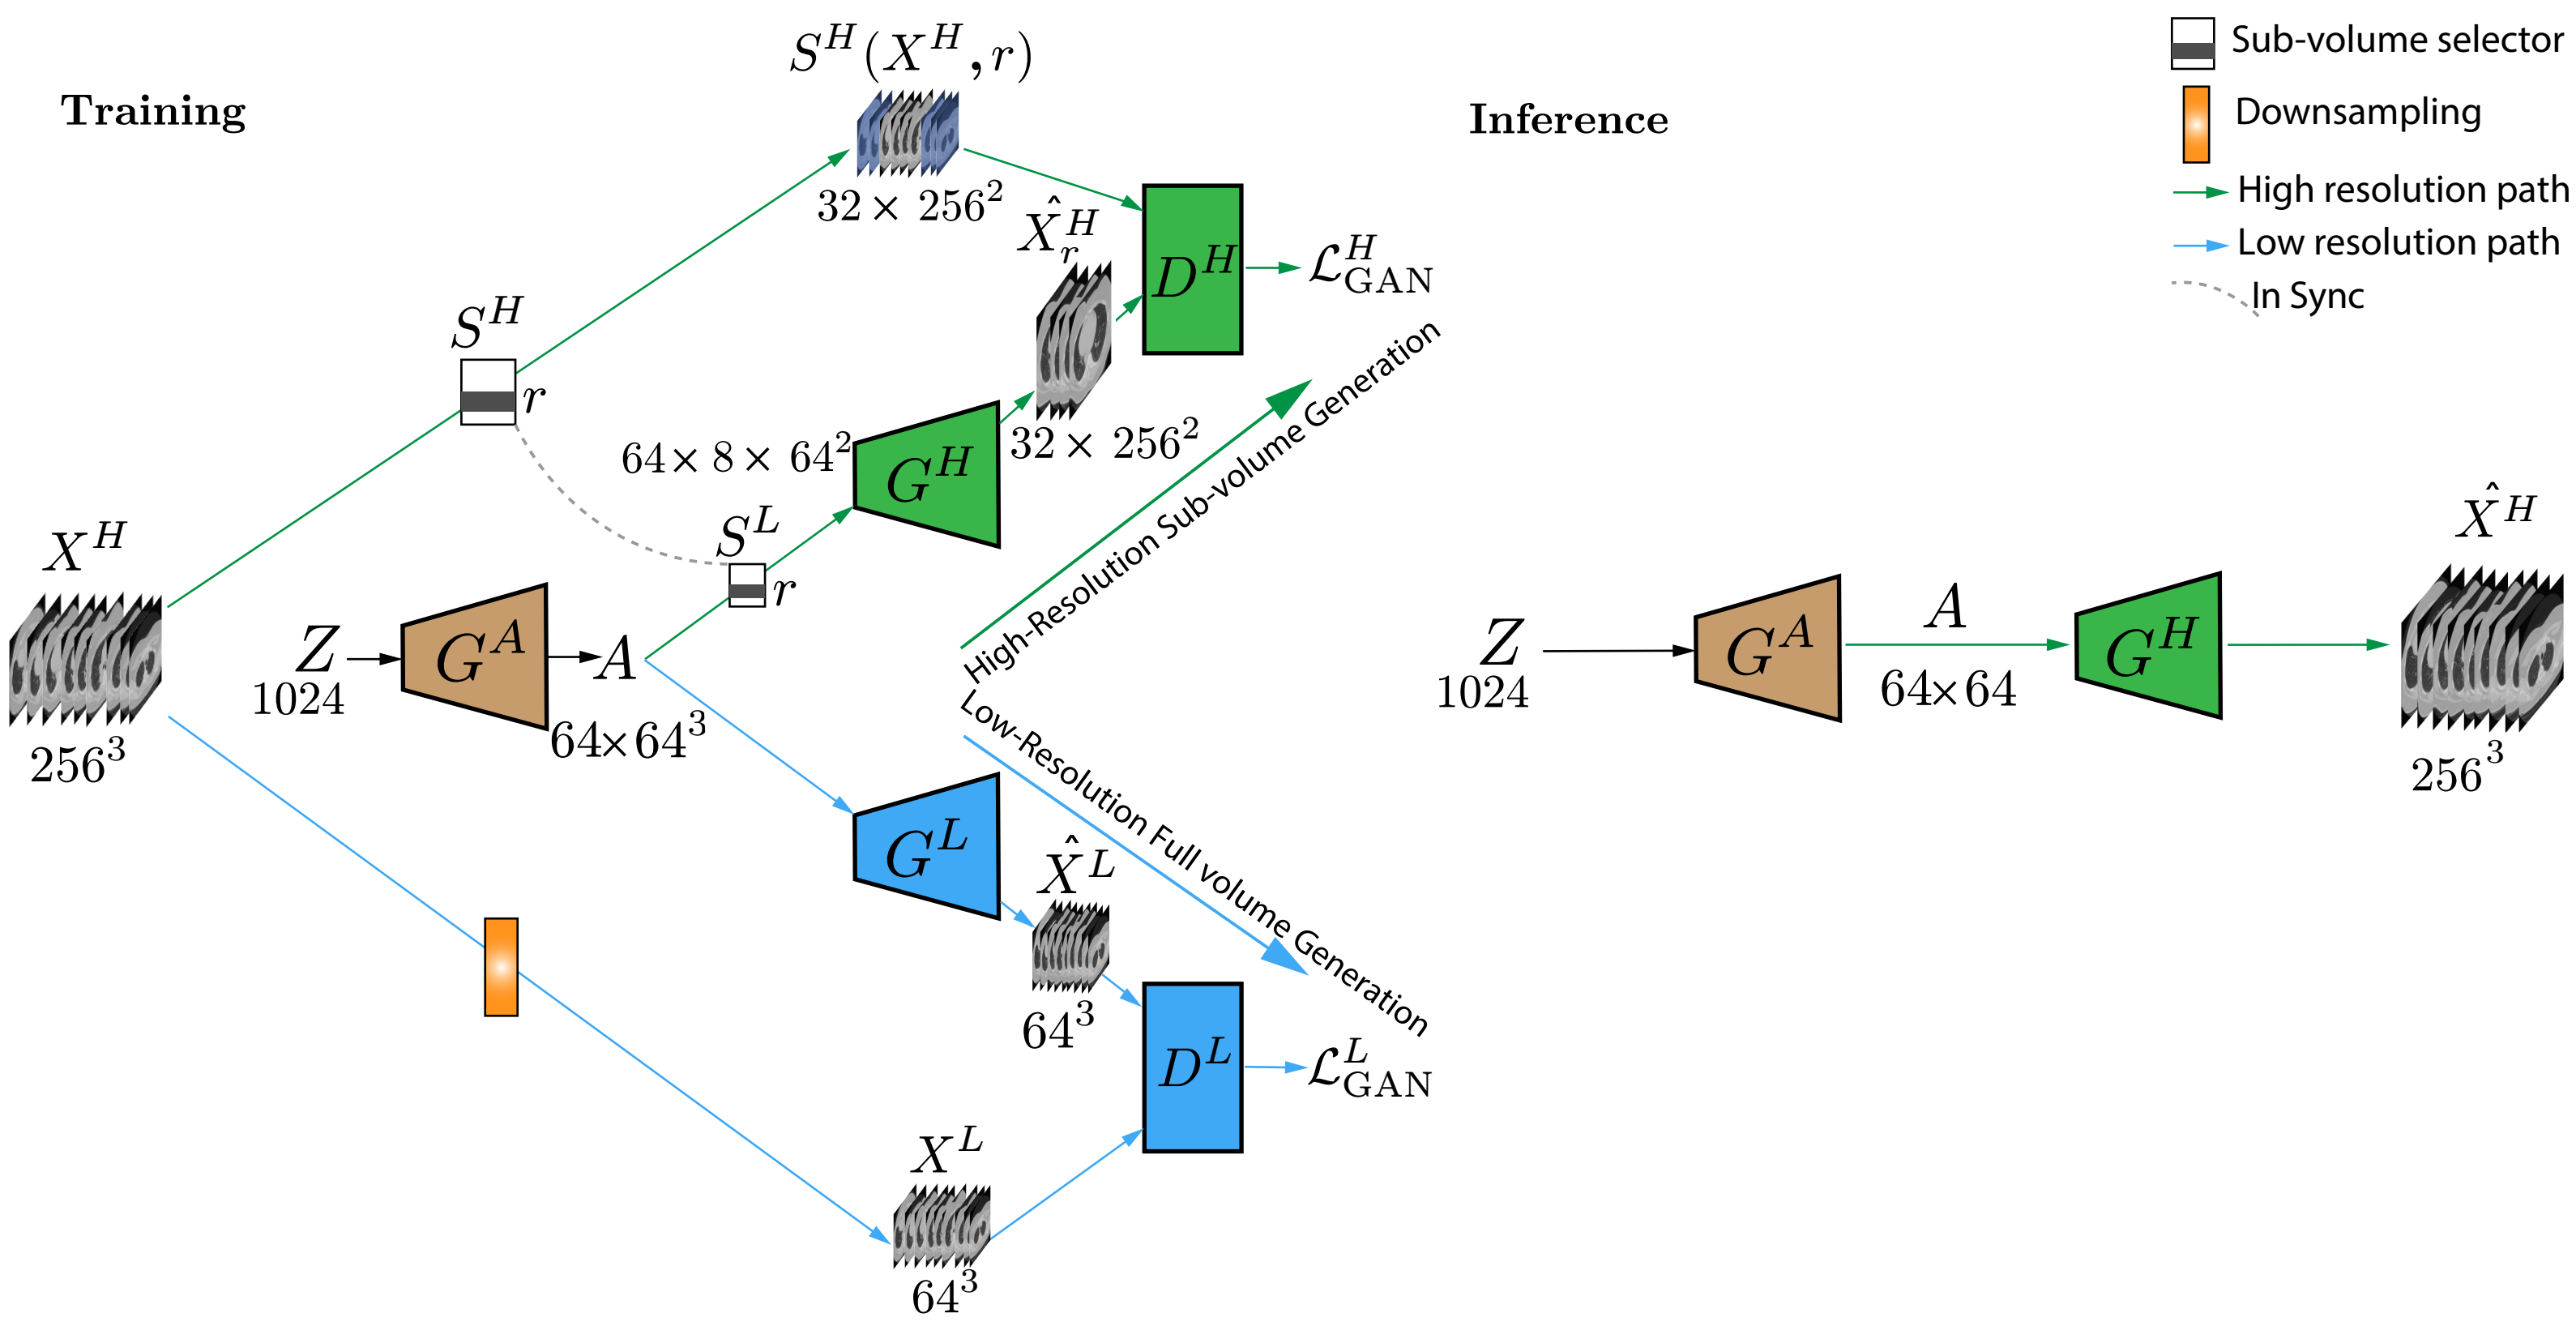 Training
S^H(X^H, r)
32 × 256^2
X̂_r^H
D^H
ℒ_GAN^H
S^H
r
64 × 8 × 64^2
G^H
32 × 256^2
S^L
r
X^H
256^3
Z
1024
G^A
A
64×64^3
High-Resolution Sub-volume Generation
Low-Resolution Full volume Generation
G^L
X̂^L
64^3
D^L
ℒ_GAN^L
X^L
64^3
Inference
Z
1024
G^A
A
64×64
G^H
X̂^H
256^3
Sub-volume selector
Downsampling
High resolution path
Low resolution path
In Sync